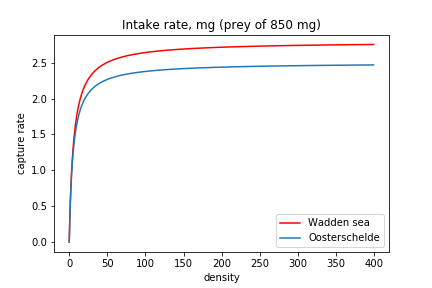 Intake rate, mg (prey of 850 mg)
capture rate
2.5
2.0
1.5
1.0
0.5
0.0
Wadden sea
Oosterschelde
0 50 100 150 200 250 300 350 400
density